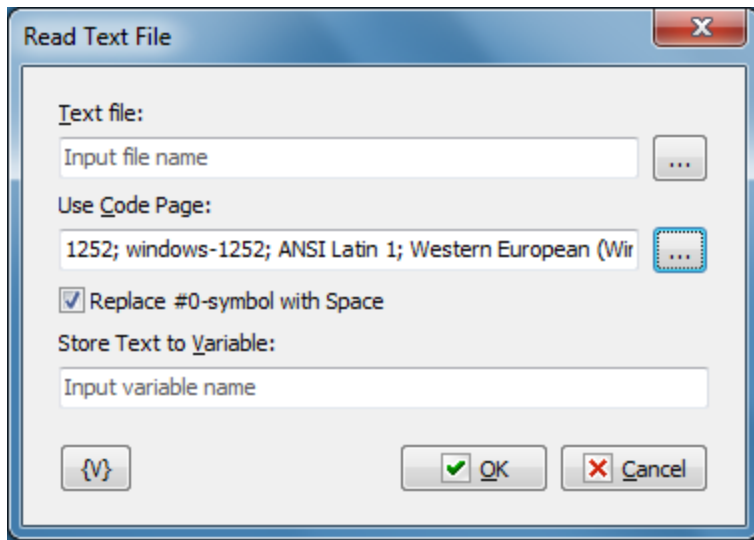 Read Text File
Text file:
Input file name
...
Use Code Page:
1252; windows-1252; ANSI Latin 1; Western European (Win
...
Replace #0-symbol with Space
Store Text to Variable:
Input variable name
{V}
OK
Cancel